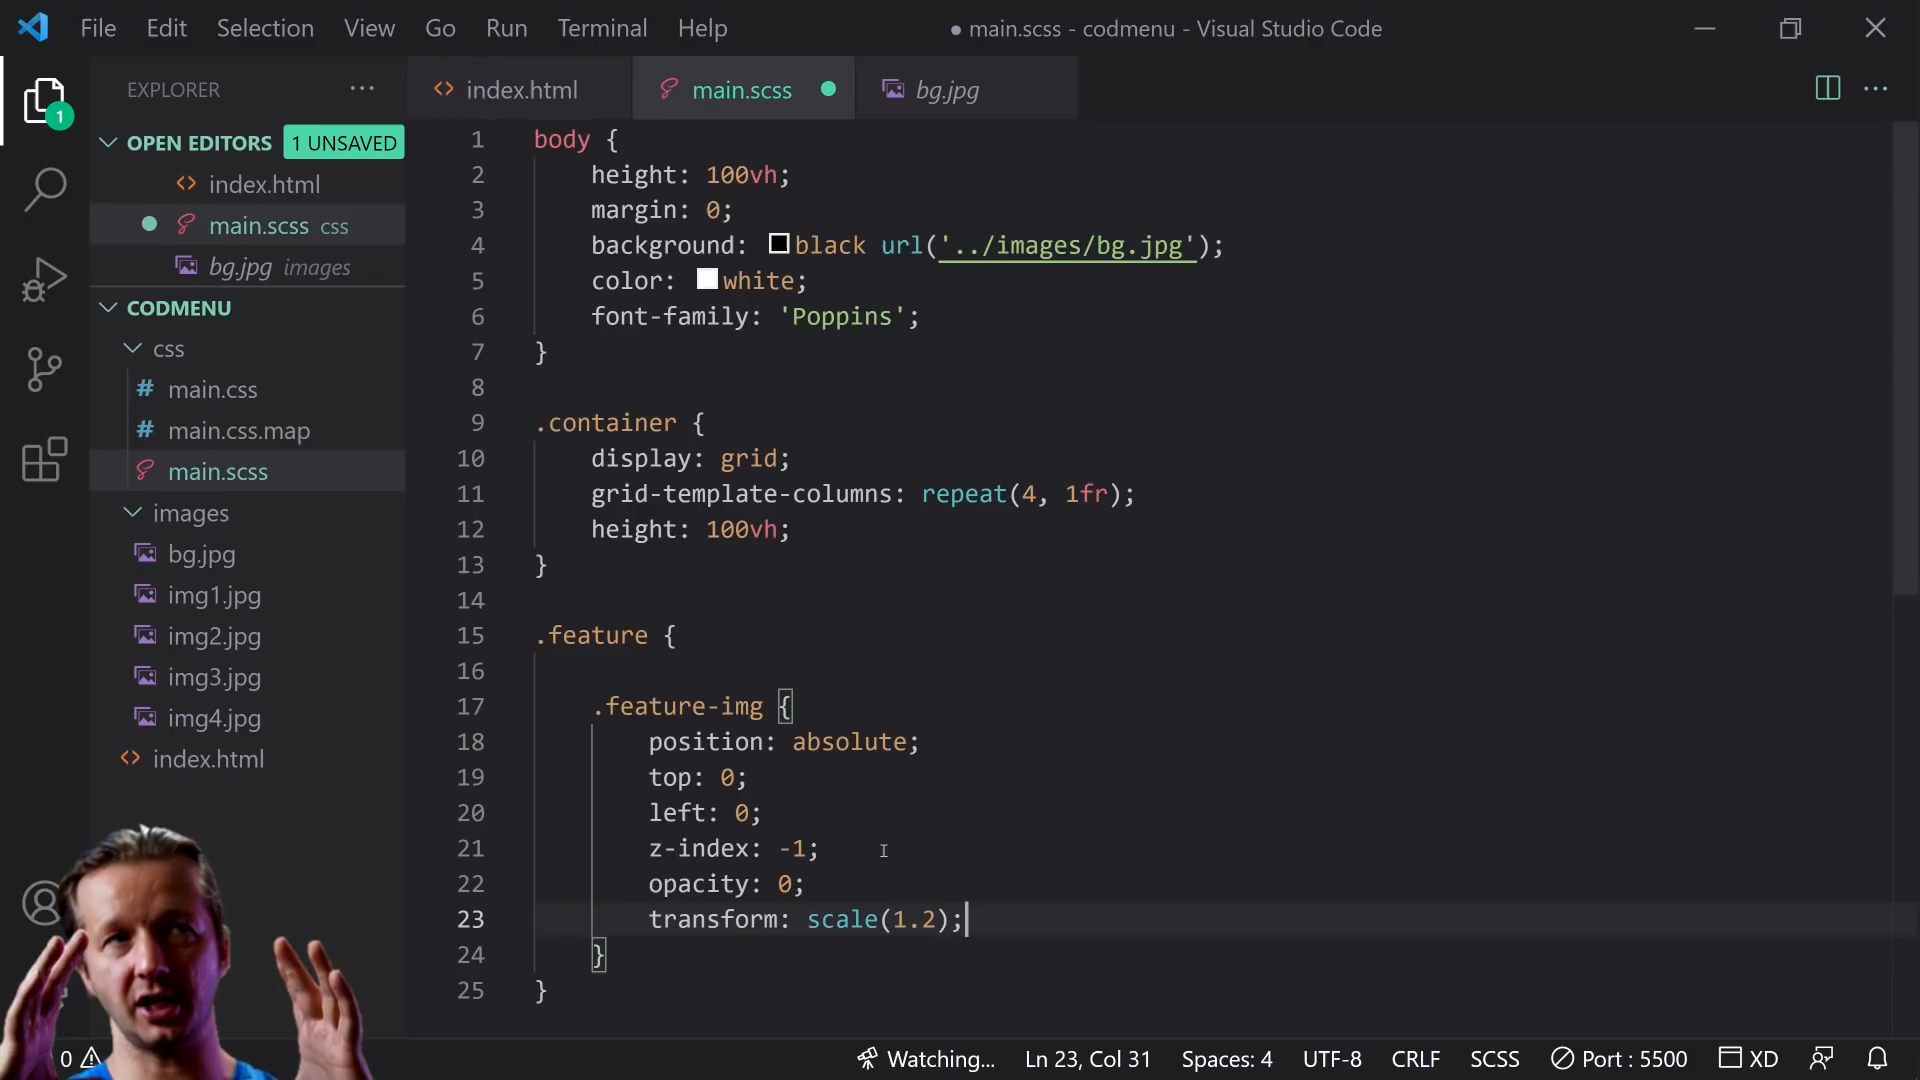 File Edit Selection View Go Run Terminal Help
● main.scss - codmenu - Visual Studio Code
EXPLORER
index.html
main.scss
bg.jpg
1
OPEN EDITORS
1 UNSAVED
index.html
main.scss css
bg.jpg images
CODMENU
css
# main.css
# main.css.map
main.scss
images
bg.jpg
img1.jpg
img2.jpg
img3.jpg
img4.jpg
index.html
1 body {
2 height: 100vh;
3 margin: 0;
4 background: black url('../images/bg.jpg');
5 color: white;
6 font-family: 'Poppins';
7 }
8
9 .container {
10 display: grid;
11 grid-template-columns: repeat(4, 1fr);
12 height: 100vh;
13 }
14
15 .feature {
16
17 .feature-img {
18 position: absolute;
19 top: 0;
20 left: 0;
21 z-index: -1;
22 opacity: 0;
23 transform: scale(1.2);
24 }
25 }
0
Watching...
Ln 23, Col 31
Spaces: 4
UTF-8
CRLF
SCSS
Port : 5500
XD